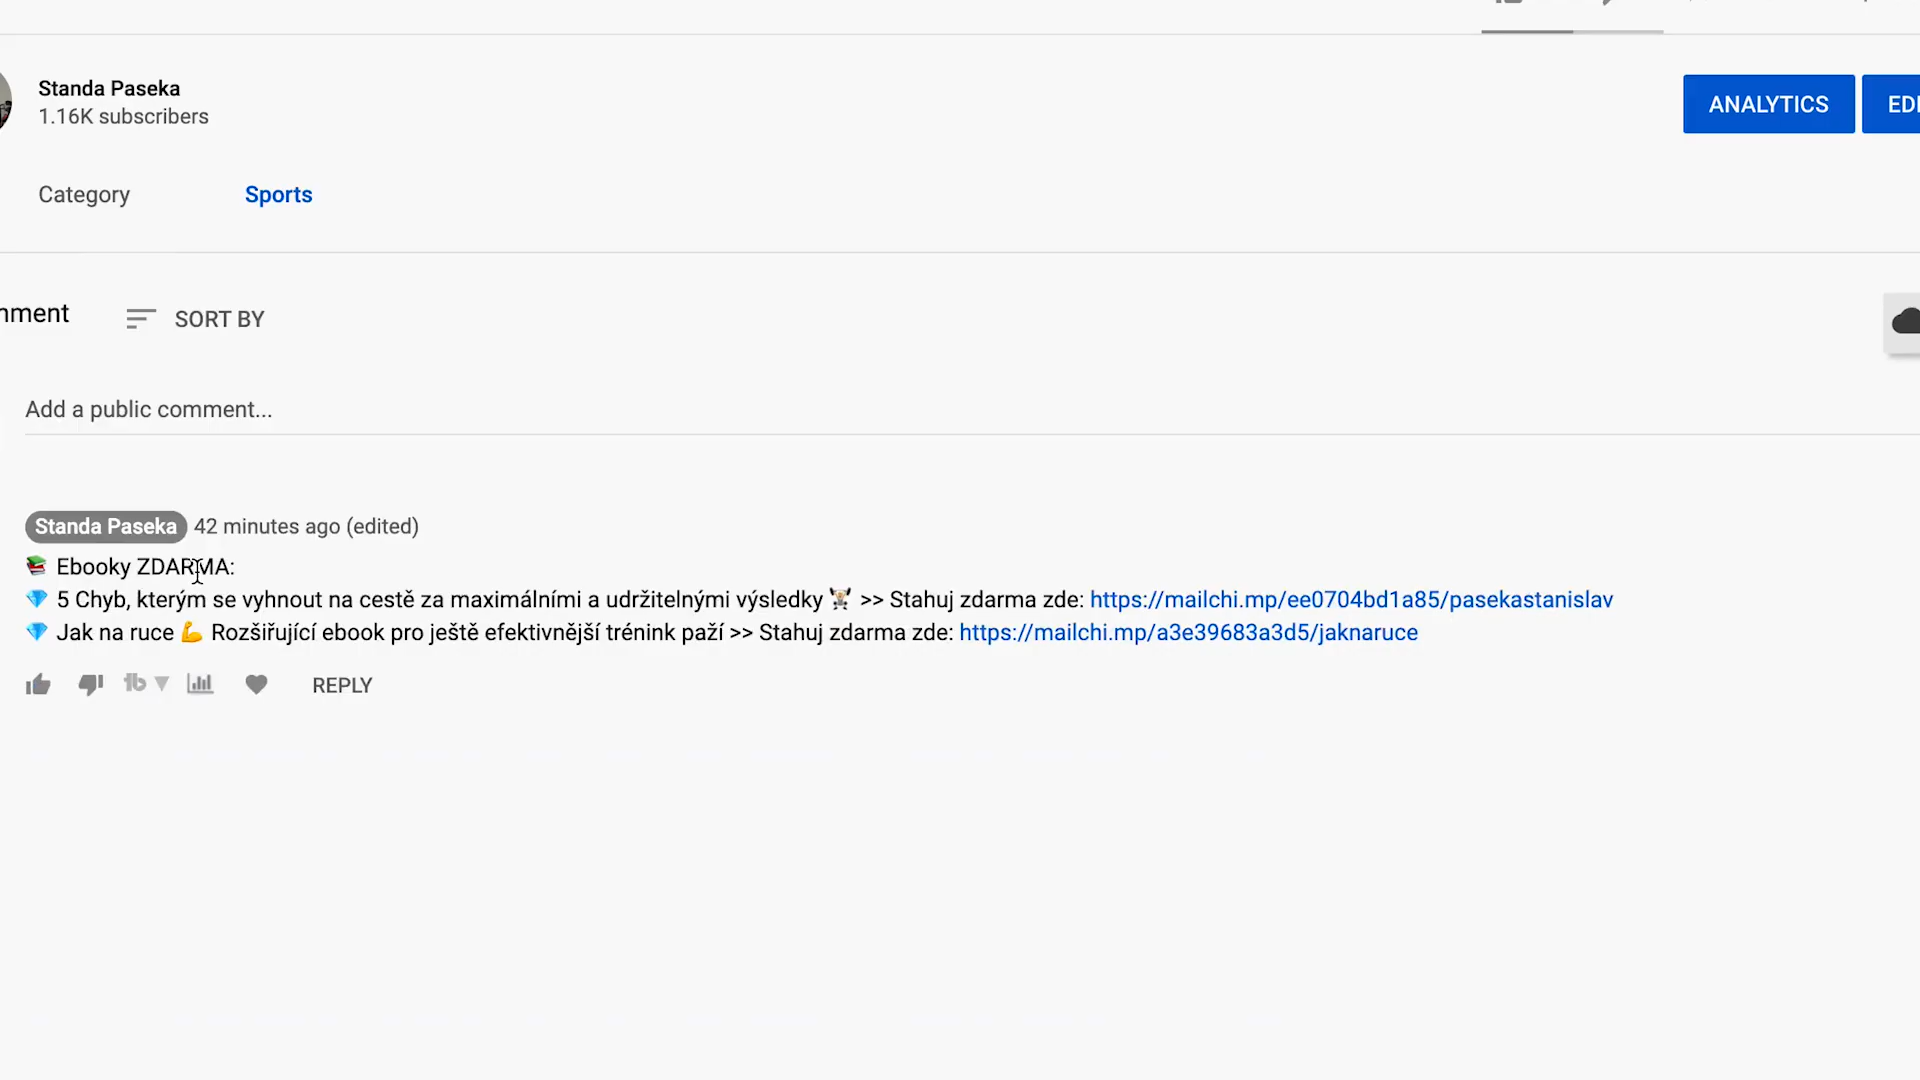 Standa Paseka
1.16K subscribers
ANALYTICS
Category
Sports
SORT BY
Add a public comment...
Standa Paseka 42 minutes ago (edited)
📚 Ebooky ZDARMA:
💎 5 Chyb, kterým se vyhnout na cestě za maximálními a udržitelnými výsledky 🏋 >> Stahuj zdarma zde: https://mailchi.mp/ee0704bd1a85/pasekastanislav
💎 Jak na ruce 💪 Rozšiřující ebook pro ještě efektivnější trénink paží >> Stahuj zdarma zde: https://mailchi.mp/a3e39683a3d5/jaknaruce
REPLY